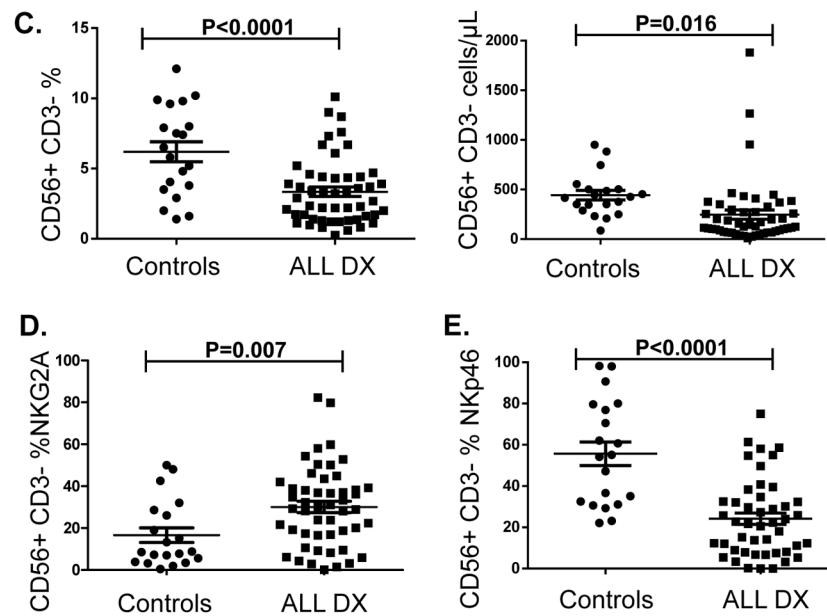 C.
P<0.0001
CD56+ CD3- %
15
10
5
0
Controls
ALL DX
P=0.016
CD56+ CD3- cells/µL
2000
1500
1000
500
0
Controls
ALL DX
D.
P=0.007
CD56+ CD3- %NKG2A
100
80
60
40
20
0
Controls
ALL DX
E.
P<0.0001
CD56+ CD3- % NKp46
100
80
60
40
20
0
Controls
ALL DX